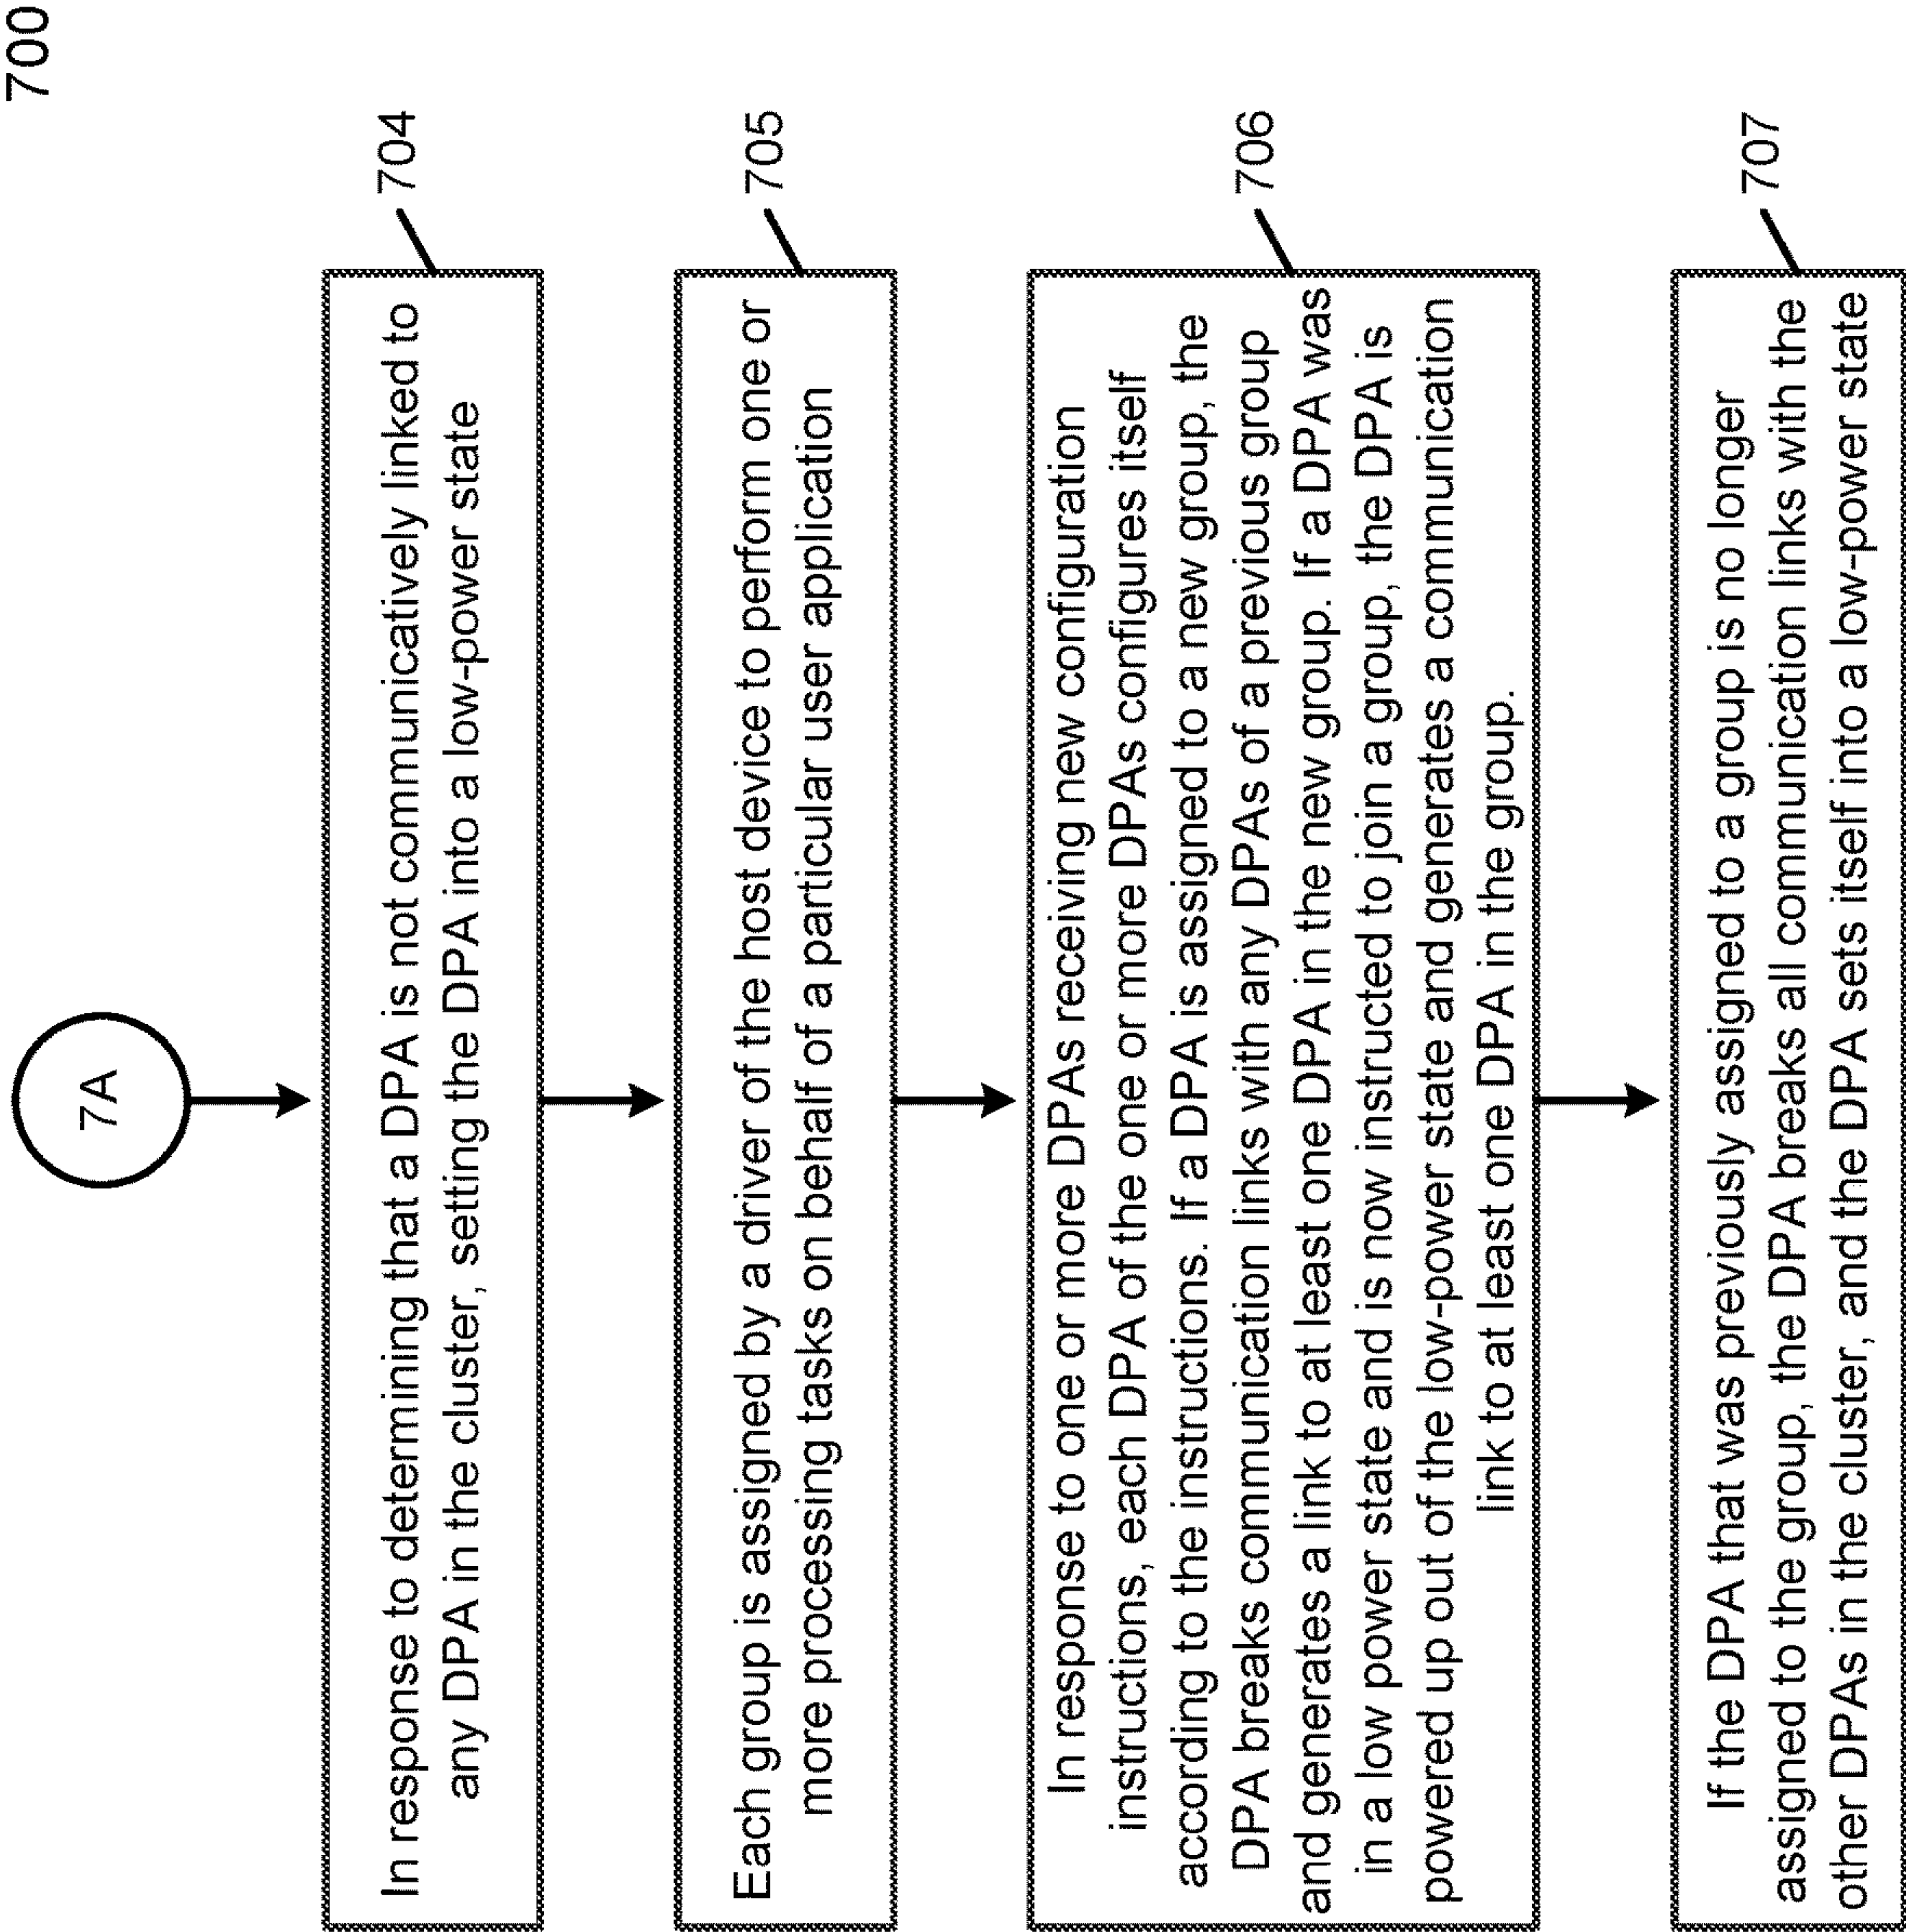 700
7A
In response to determining that a DPA is not communicatively linked to
any DPA in the cluster, setting the DPA into a low-power state
704
Each group is assigned by a driver of the host device to perform one or
more processing tasks on behalf of a particular user application
705
In response to one or more DPAs receiving new configuration
instructions, each DPA of the one or more DPAs configures itself
according to the instructions. If a DPA is assigned to a new group, the
DPA breaks communication links with any DPAs of a previous group
and generates a link to at least one DPA in the new group. If a DPA was
in a low power state and is now instructed to join a group, the DPA is
powered up out of the low-power state and generates a communication
link to at least one DPA in the group.
706
If the DPA that was previously assigned to a group is no longer
assigned to the group, the DPA breaks all communication links with the
other DPAs in the cluster, and the DPA sets itself into a low-power state
707